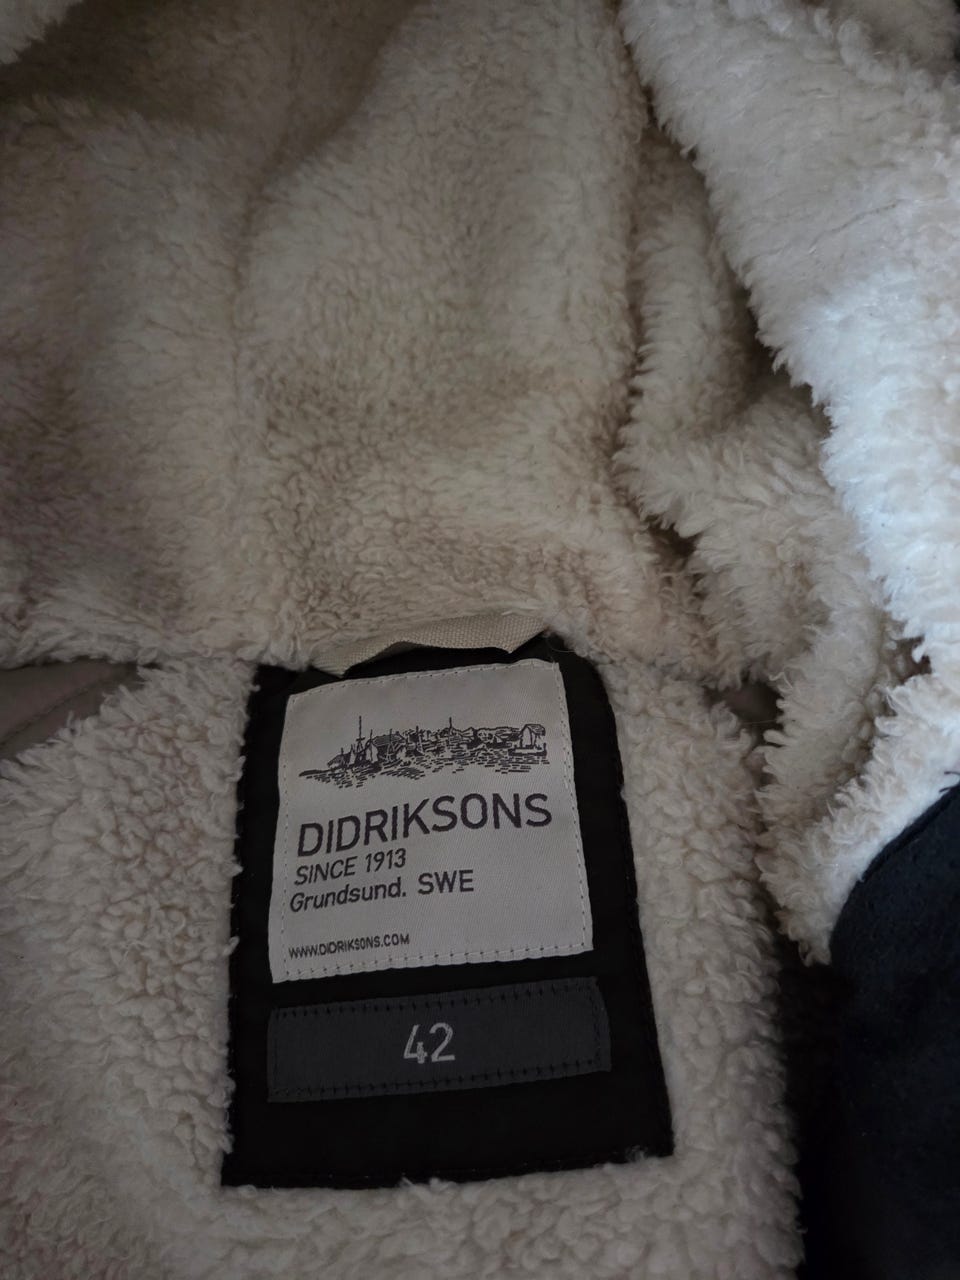 DIDRIKSONS
SINCE 1913
Grundsund. SWE
WWW.DIDRIKSONS.COM
42